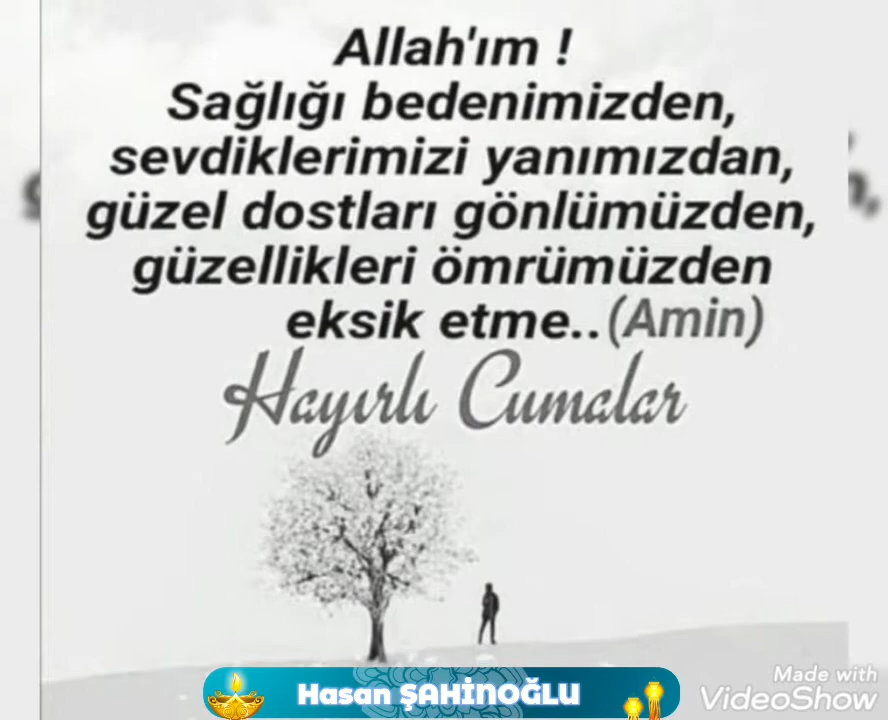 Allah'ım !
Sağlığı bedenimizden,
sevdiklerimizi yanımızdan,
güzel dostları gönlümüzden,
güzellikleri ömrümüzden
eksik etme..(Amin)
Hayırlı Cumalar
Hasan ŞAHİNOĞLU
Made with
VideoShow